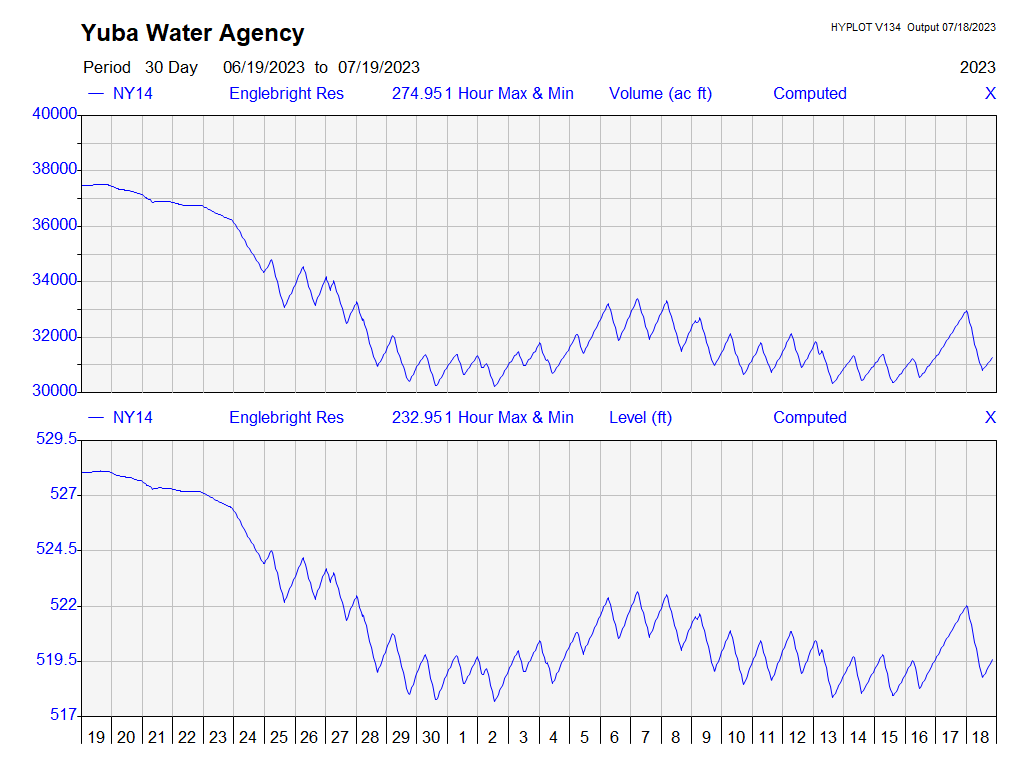 Yuba Water Agency
HYPLOT V134 Output 07/18/2023
Period 30 Day 06/19/2023 to 07/19/2023 2023
NY14 Englebright Res 274.951 Hour Max & Min Volume (ac ft) Computed X
40000
38000
36000
34000
32000
30000
NY14 Englebright Res 232.951 Hour Max & Min Level (ft) Computed X
529.5
527
524.5
522
519.5
517
19 20 21 22 23 24 25 26 27 28 29 30 1 2 3 4 5 6 7 8 9 10 11 12 13 14 15 16 17 18